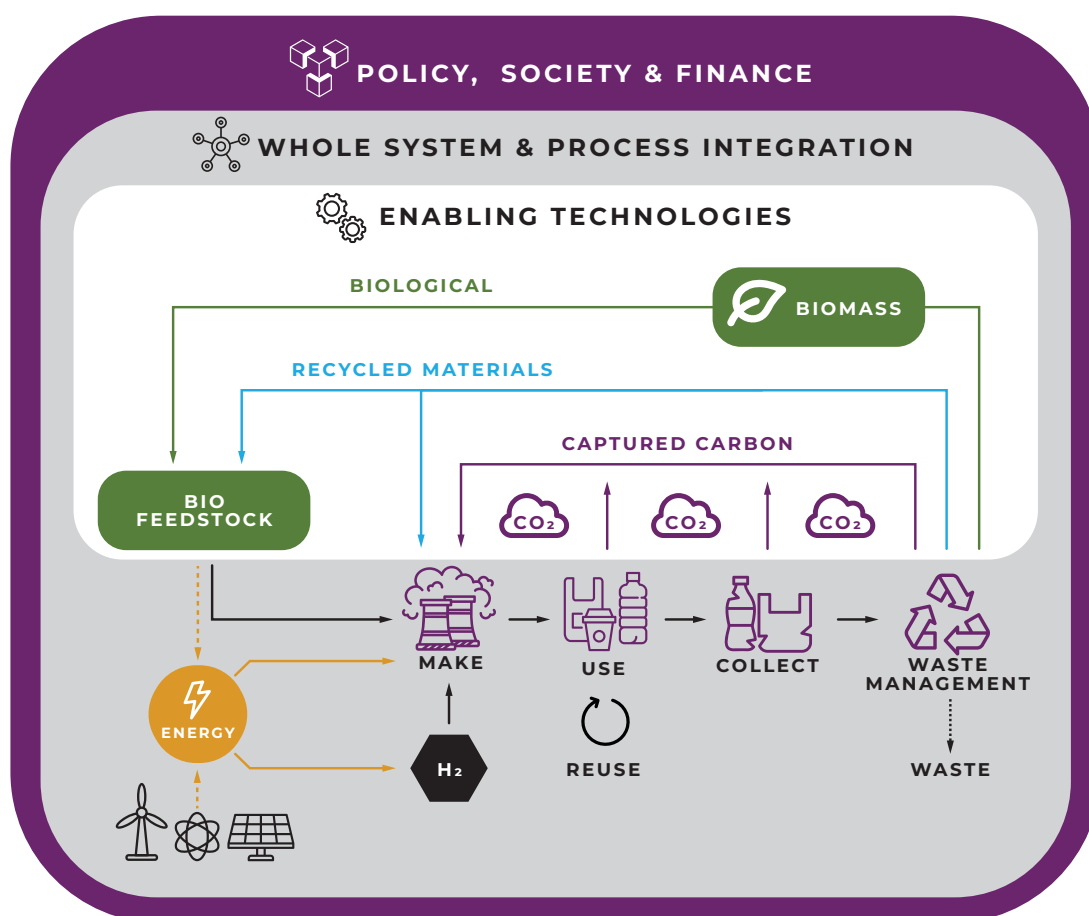 POLICY, SOCIETY & FINANCE
WHOLE SYSTEM & PROCESS INTEGRATION
ENABLING TECHNOLOGIES
BIOLOGICAL
BIOMASS
RECYCLED MATERIALS
CAPTURED CARBON
BIO
FEEDSTOCK
CO₂
CO₂
CO₂
MAKE
USE
COLLECT
WASTE
MANAGEMENT
ENERGY
H₂
REUSE
WASTE